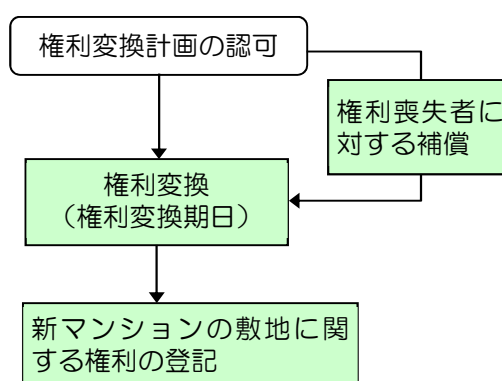 権利変換計画の認可
権利喪失者に
対する補償
権利変換
（権利変換期日）
新マンションの敷地に関
する権利の登記